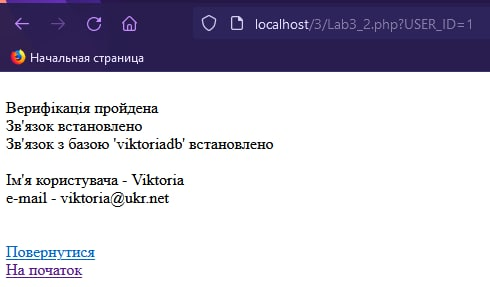 localhost/3/Lab3_2.php?USER_ID=1
Начальная страница
Верифікація пройдена
Зв'язок встановлено
Зв'язок з базою 'viktoriadb' встановлено
Ім'я користувача - Viktoria
e-mail - viktoria@ukr.net
Повернутися
На початок